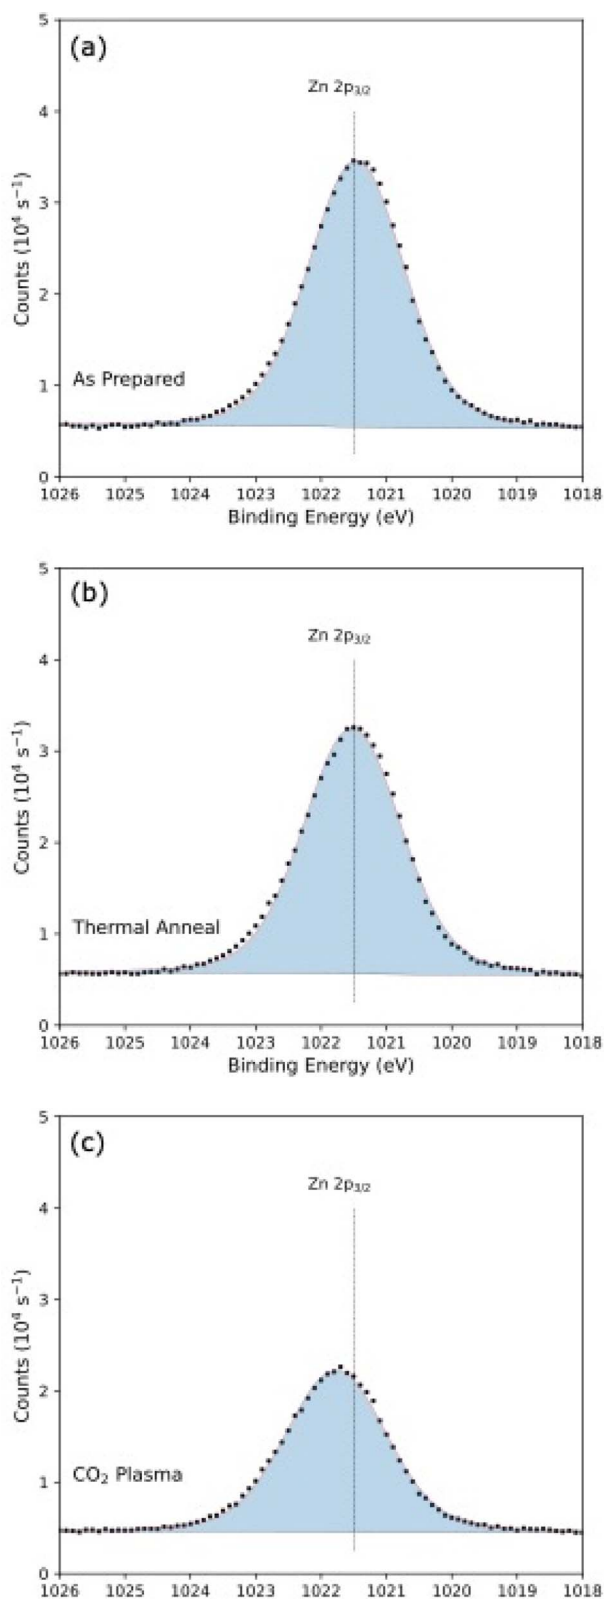 (a)
5
Zn 2p3/2
4
3
Counts (10⁴ s⁻¹)
2
As Prepared
1
0
1026 1025 1024 1023 1022 1021 1020 1019 1018
Binding Energy (eV)
(b)
5
Zn 2p3/2
4
3
Counts (10⁴ s⁻¹)
2
Thermal Anneal
1
0
1026 1025 1024 1023 1022 1021 1020 1019 1018
Binding Energy (eV)
(c)
5
Zn 2p3/2
4
3
Counts (10⁴ s⁻¹)
2
CO₂ Plasma
1
0
1026 1025 1024 1023 1022 1021 1020 1019 1018